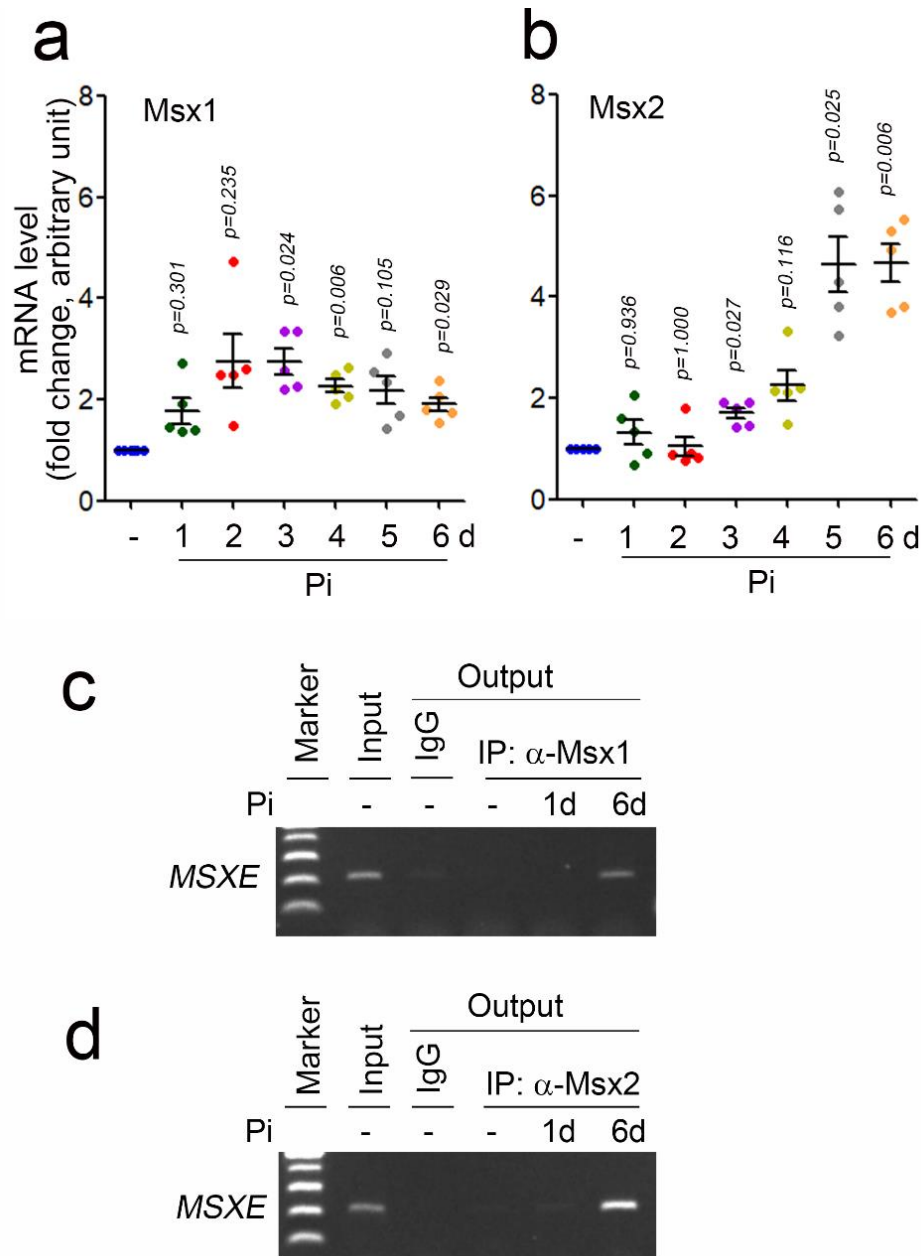 a
Msx1
mRNA level
(fold change, arbitrary unit)
8
6
4
2
0
p=0.301
p=0.235
p=0.024
p=0.006
p=0.105
p=0.029
- 1 2 3 4 5 6 d
Pi
b
Msx2
8
6
4
2
0
p=0.936
p=1.000
p=0.027
p=0.116
p=0.025
p=0.006
- 1 2 3 4 5 6 d
Pi
c
Marker
Input
Output
IgG
IP: α-Msx1
Pi - - - 1d 6d
MSXE
d
Marker
Input
Output
IgG
IP: α-Msx2
Pi - - - 1d 6d
MSXE